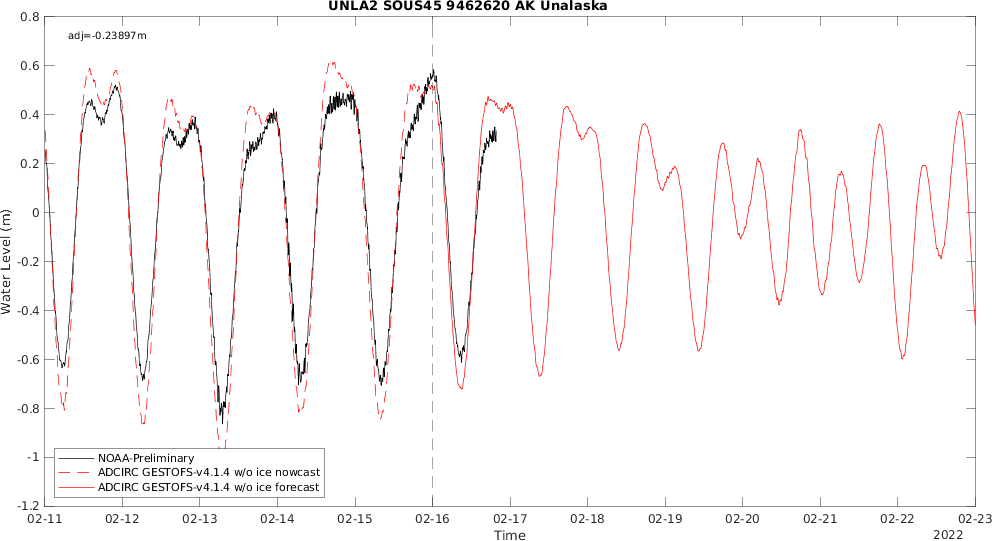 UNLA2 SOUS45 9462620 AK Unalaska
adj=-0.23897m
0.8
0.6
0.4
0.2
0
-0.2
-0.4
-0.6
-0.8
-1
-1.2
Water Level (m)
NOAA-Preliminary
ADCIRC GESTOFS-v4.1.4 w/o ice nowcast
ADCIRC GESTOFS-v4.1.4 w/o ice forecast
02-11 02-12 02-13 02-14 02-15 02-16 02-17 02-18 02-19 02-20 02-21 02-22 02-23
Time
2022